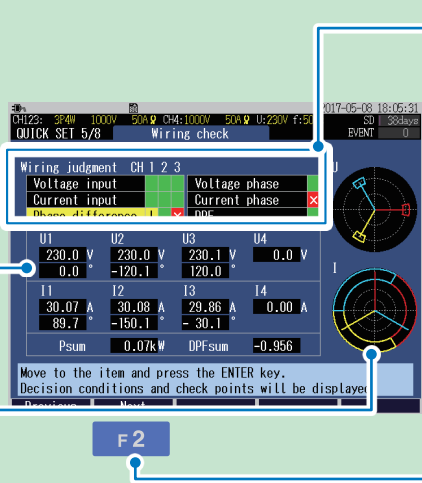 2017-05-08 18:05:31
CH123: 3P4W 1000V 50A CH4:1000V 50A U:230V f:50
SD 38days
QUICK SET 5/8 Wiring check EVENT 0
Wiring judgment CH 1 2 3
U
Voltage input Voltage phase
Current input Current phase
Phase difference DPF
U1 U2 U3 U4
230.0 V 230.0 V 230.1 V 0.0 V
0.0 ° -120.1 ° 120.0 °
I
I1 I2 I3 I4
30.07 A 30.08 A 29.86 A 0.00 A
89.7 ° -150.1 ° - 30.1 °
Psum 0.07kW DPFsum -0.956
Move to the item and press the ENTER key.
Decision conditions and check points will be displayed
Previous Next
F2